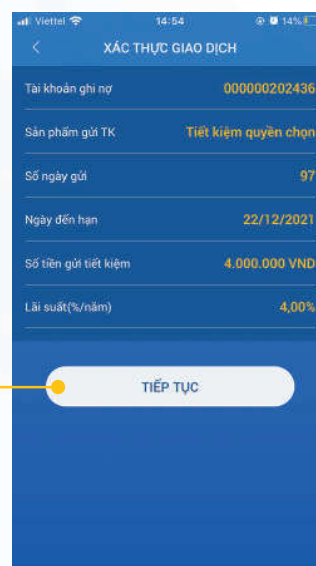 Viettel 14:54 14%
XÁC THỰC GIAO DỊCH
Tài khoản ghi nợ 000000202436
Sản phẩm gửi TK Tiết kiệm quyền chọn
Số ngày gửi 97
Ngày đến hạn 22/12/2021
Số tiền gửi tiết kiệm 4.000.000 VND
Lãi suất(%/năm) 4,00%
TIẾP TỤC